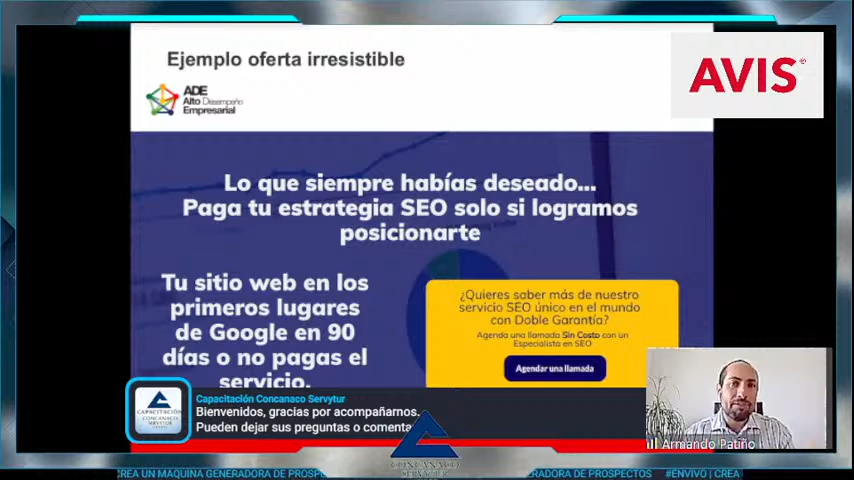 Ejemplo oferta irresistible
AVIS
ADE
Alto Desempeño
Empresarial
Lo que siempre habías deseado...
Paga tu estrategia SEO solo si logramos
posicionarte
Tu sitio web en los
primeros lugares
de Google en 90
días o no pagas el
servicio.
¿Quieres saber más de nuestro
servicio SEO único en el mundo
con Doble Garantía?
Agenda una llamada Sin Costo con un
Especialista en SEO
Agendar una llamada
CAPACITACIÓN
CONCANACO
SERVYTUR
Capacitación Concanaco Servytur
Bienvenidos, gracias por acompañarnos.
Pueden dejar sus preguntas o comenta
Armando Patiño
CONCANACO
SERVYTUR
CREA UN MAQUINA GENERADORA DE PROSP
DORA DE PROSPECTOS | #ENVIVO | CREA